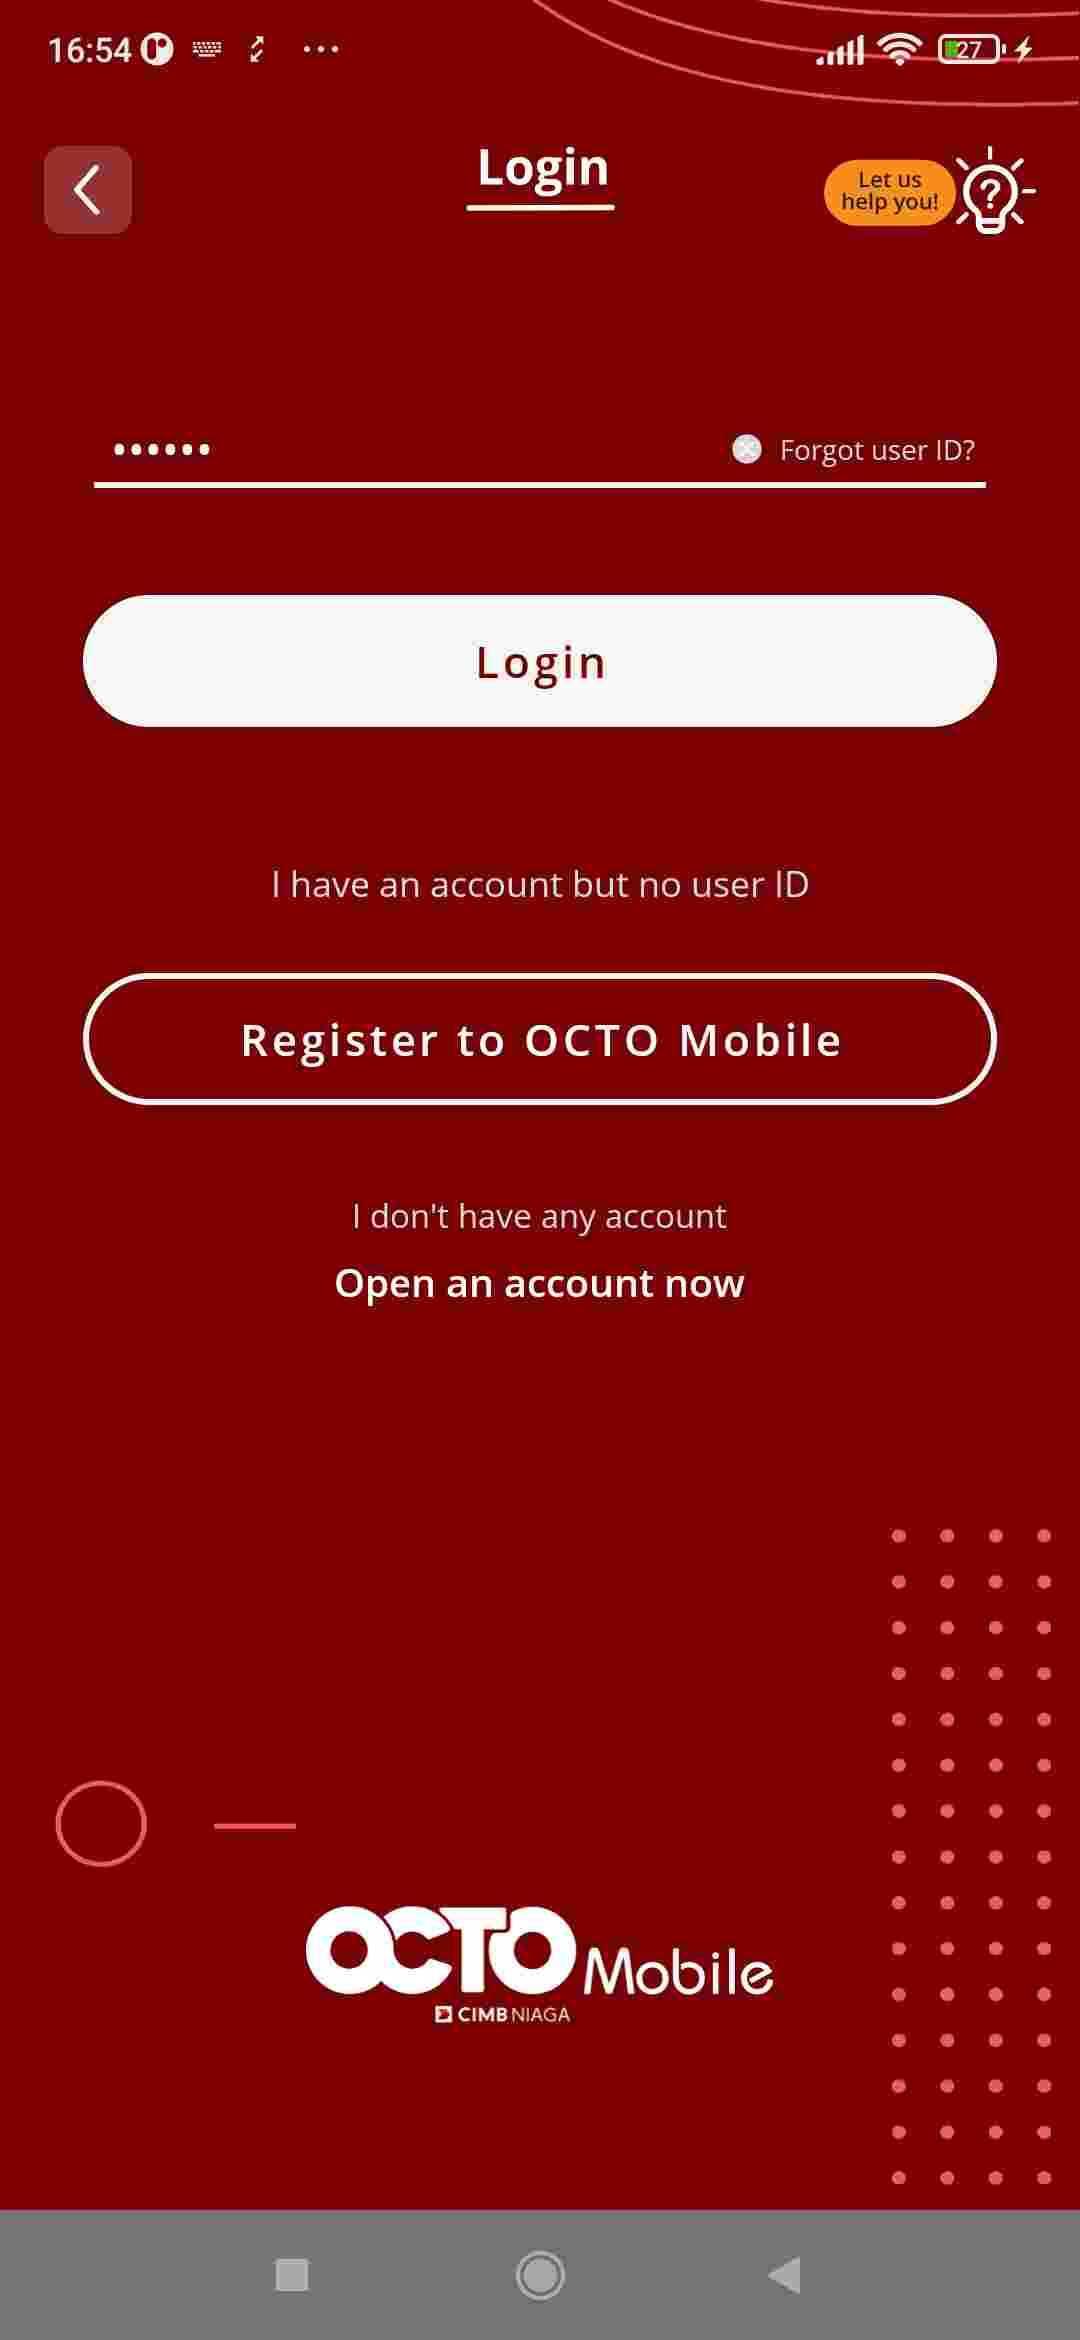 16:54
27
Login
Let us
help you!
••••••
Forgot user ID?
Login
I have an account but no user ID
Register to OCTO Mobile
I don't have any account
Open an account now
OCTO Mobile
CIMB NIAGA